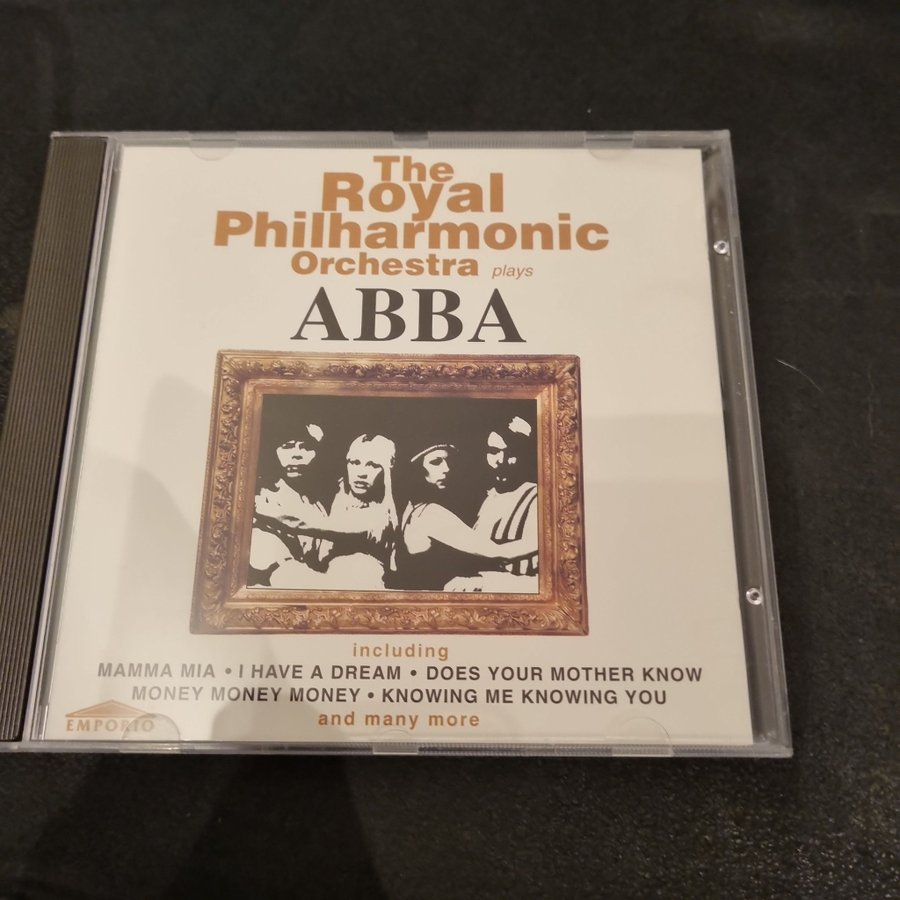 The
Royal
Philharmonic
Orchestra plays
ABBA
including
MAMMA MIA • I HAVE A DREAM • DOES YOUR MOTHER KNOW
MONEY MONEY MONEY • KNOWING ME KNOWING YOU
and many more
EMPORIO